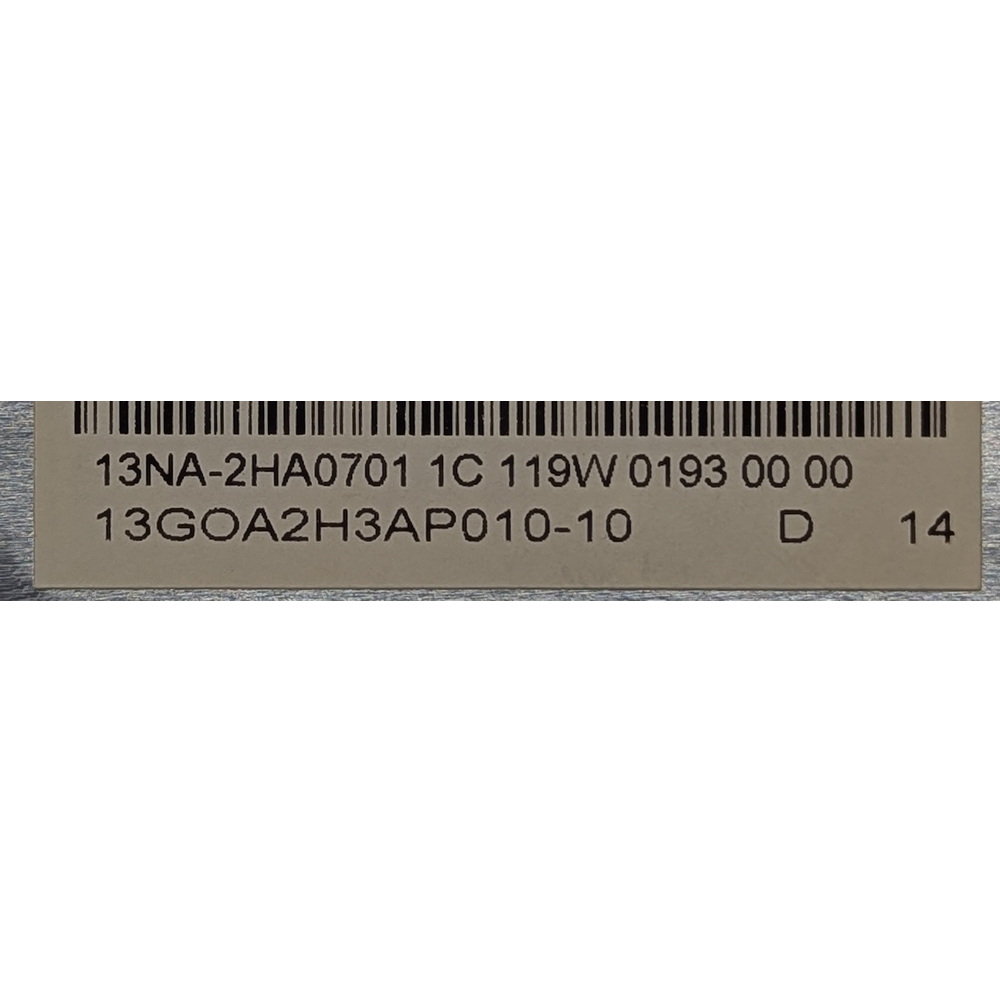 13NA-2HA0701 1C 119W 0193 00 00
13GOA2H3AP010-10 D 14